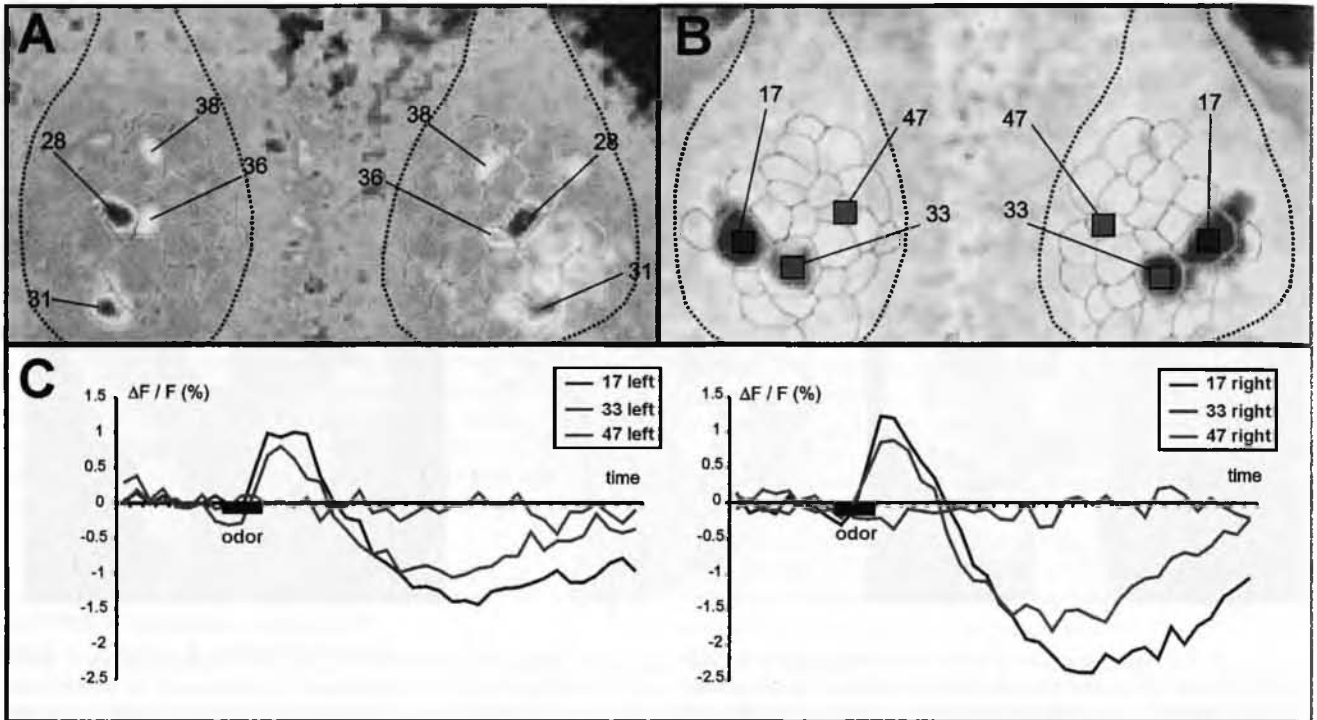 A
38
28
36
31
38
28
36
31
B
17
47
33
47
17
33
C
ΔF / F (%)
1.5
1
0.5
0
-0.5
-1
-1.5
-2
-2.5
odor
time
17 left
33 left
47 left
ΔF / F (%)
1.5
1
0.5
0
-0.5
-1
-1.5
-2
-2.5
odor
time
17 right
33 right
47 right